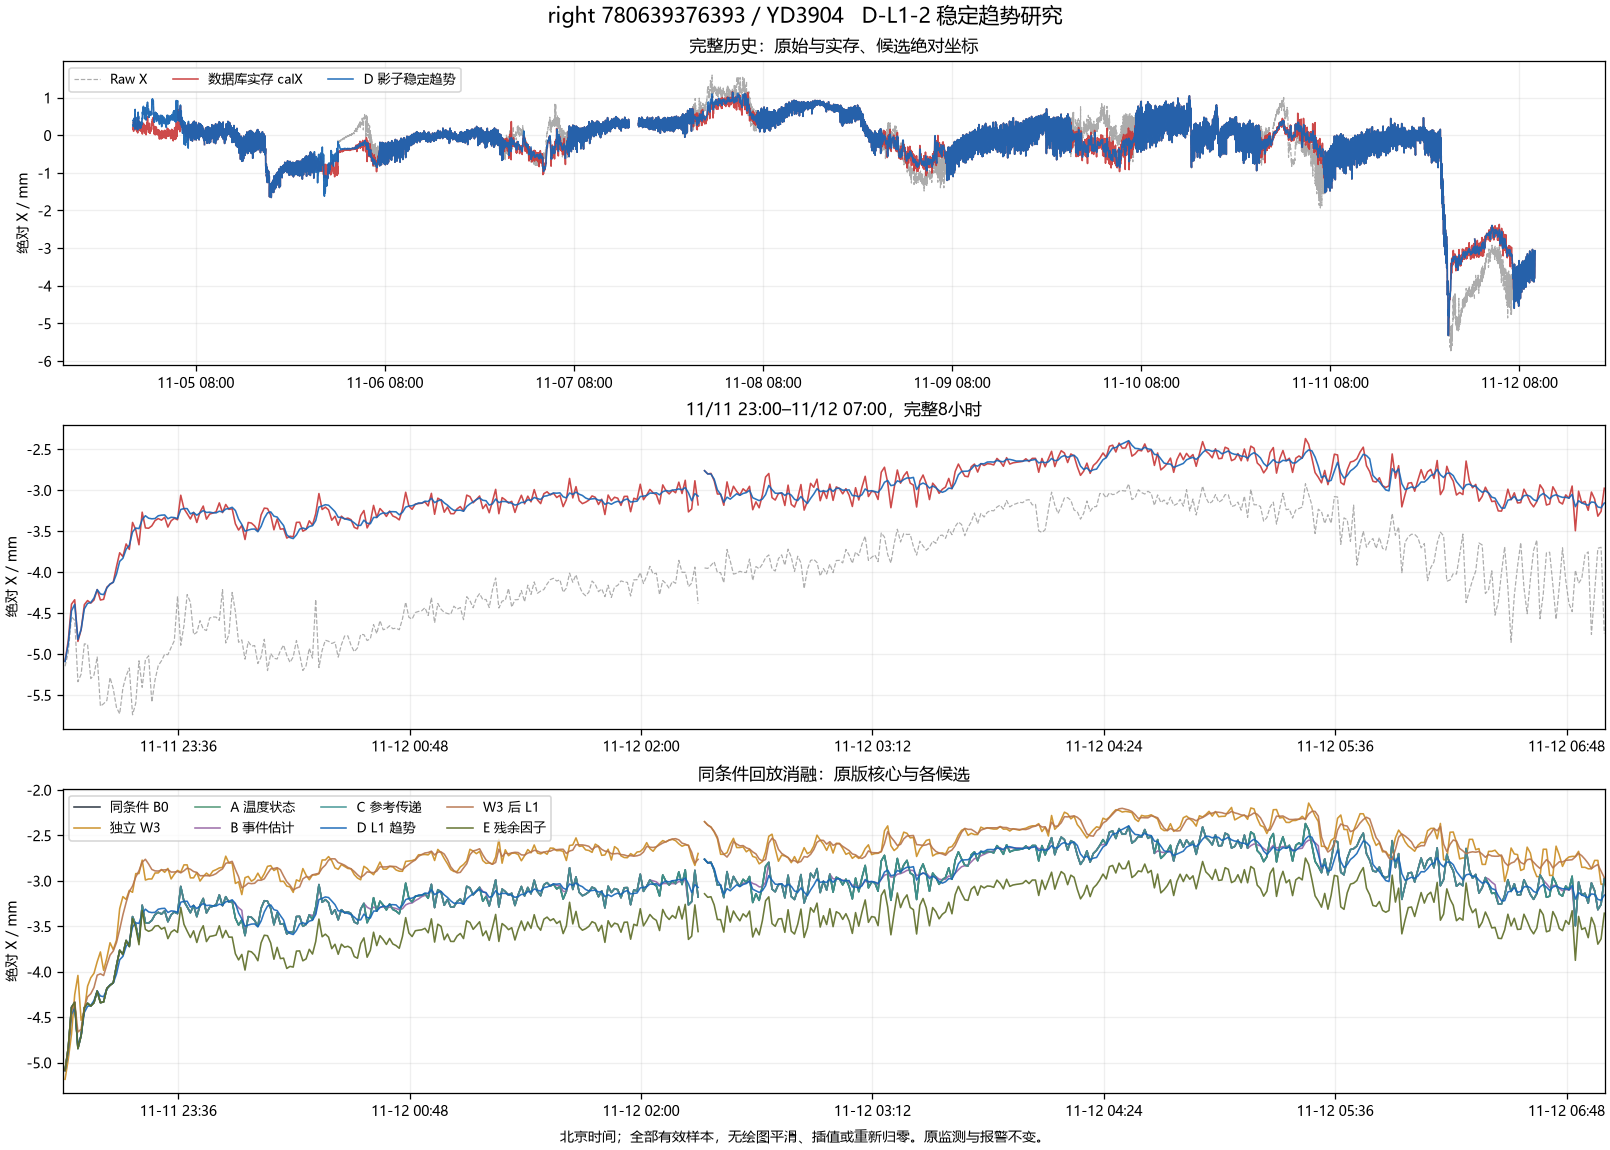 right 780639376393 / YD3904   D-L1-2 稳定趋势研究
完整历史：原始与实存、候选绝对坐标
Raw X   数据库实存 calX   D 影子稳定趋势
绝对 X / mm
1
0
-1
-2
-3
-4
-5
-6
11-05 08:00   11-06 08:00   11-07 08:00   11-08 08:00   11-09 08:00   11-10 08:00   11-11 08:00   11-12 08:00
11/11 23:00–11/12 07:00，完整8小时
绝对 X / mm
-2.5
-3.0
-3.5
-4.0
-4.5
-5.0
-5.5
11-11 23:36   11-12 00:48   11-12 02:00   11-12 03:12   11-12 04:24   11-12 05:36   11-12 06:48
同条件回放消融：原版核心与各候选
同条件 B0   A 温度状态   C 参考传递   W3 后 L1
独立 W3   B 事件估计   D L1 趋势   E 残余因子
绝对 X / mm
-2.0
-2.5
-3.0
-3.5
-4.0
-4.5
-5.0
11-11 23:36   11-12 00:48   11-12 02:00   11-12 03:12   11-12 04:24   11-12 05:36   11-12 06:48
北京时间；全部有效样本，无绘图平滑、插值或重新归零。原监测与报警不变。